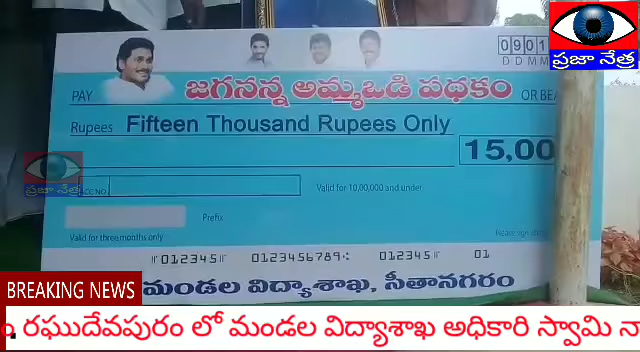 ప్రజా నేత్ర
0901
D D M M
PAY జగనన్న అమ్మఒడి పథకం OR BEA
Rupees Fifteen Thousand Rupees Only
15,00
ప్రజా నేత్ర
Valid for 10,00,000 and under
Prefix
Valid for three months only
Please sign
⑈012345⑈ 0123456789⑆ 012345⑈ 01
మండల విద్యాశాఖ, సీతానగరం
BREAKING NEWS
రఘుదేవపురం లో మండల విద్యాశాఖ అధికారి స్వామి నా